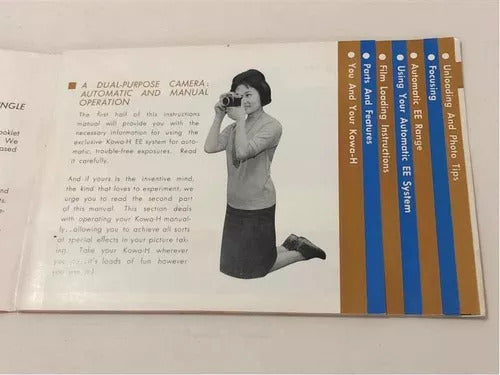 NGLE
ooklet
We
ased
nd
to
A DUAL-PURPOSE CAMERA:
AUTOMATIC AND MANUAL
OPERATION
The first half of this instructions
manual will provide you with the
necessary information for using the
exclusive Kowa-H EE system for auto-
matic, trouble-free exposures. Read
it carefully.
And if yours is the inventive mind,
the kind that loves to experiment, we
urge you to read the second part
of this manual. This section deals
with operating your Kowa-H manual-
ly...allowing you to achieve all sorts
of special effects in your picture tak-
ing. Take your Kowa-H wherever
it's loads of fun however
You And Your Kowa-H
Parts And Features
Film Loading Instructions
Using Your Automatic EE System
Automatic EE Range
Focusing
Unloading And Photo Tips